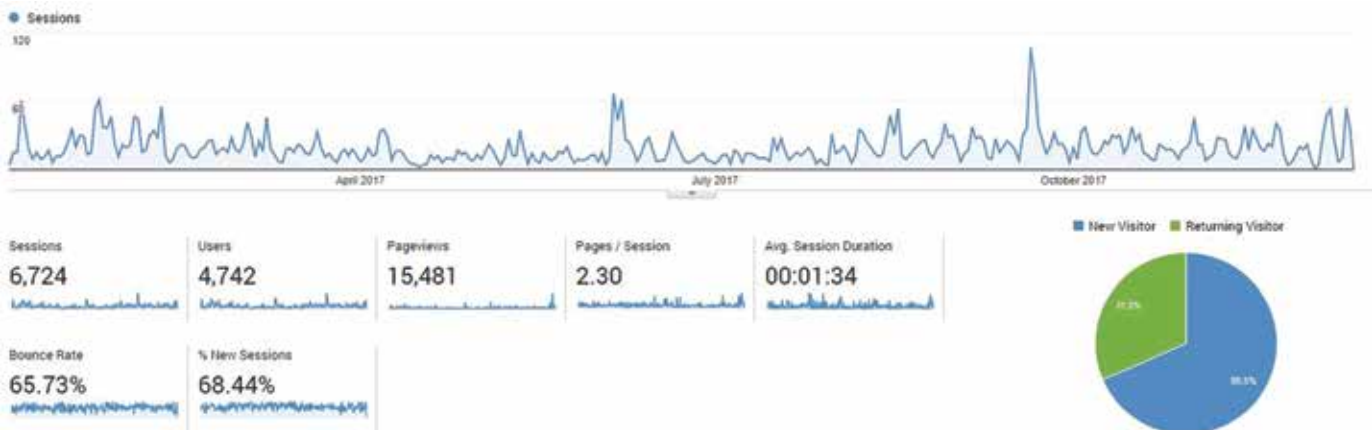 Sessions
120
April 2017
July 2017
October 2017
New Visitor
Returning Visitor
Sessions
6,724
Users
4,742
Pageviews
15,481
Pages / Session
2.30
Avg. Session Duration
00:01:34
Bounce Rate
65.73%
% New Sessions
68.44%